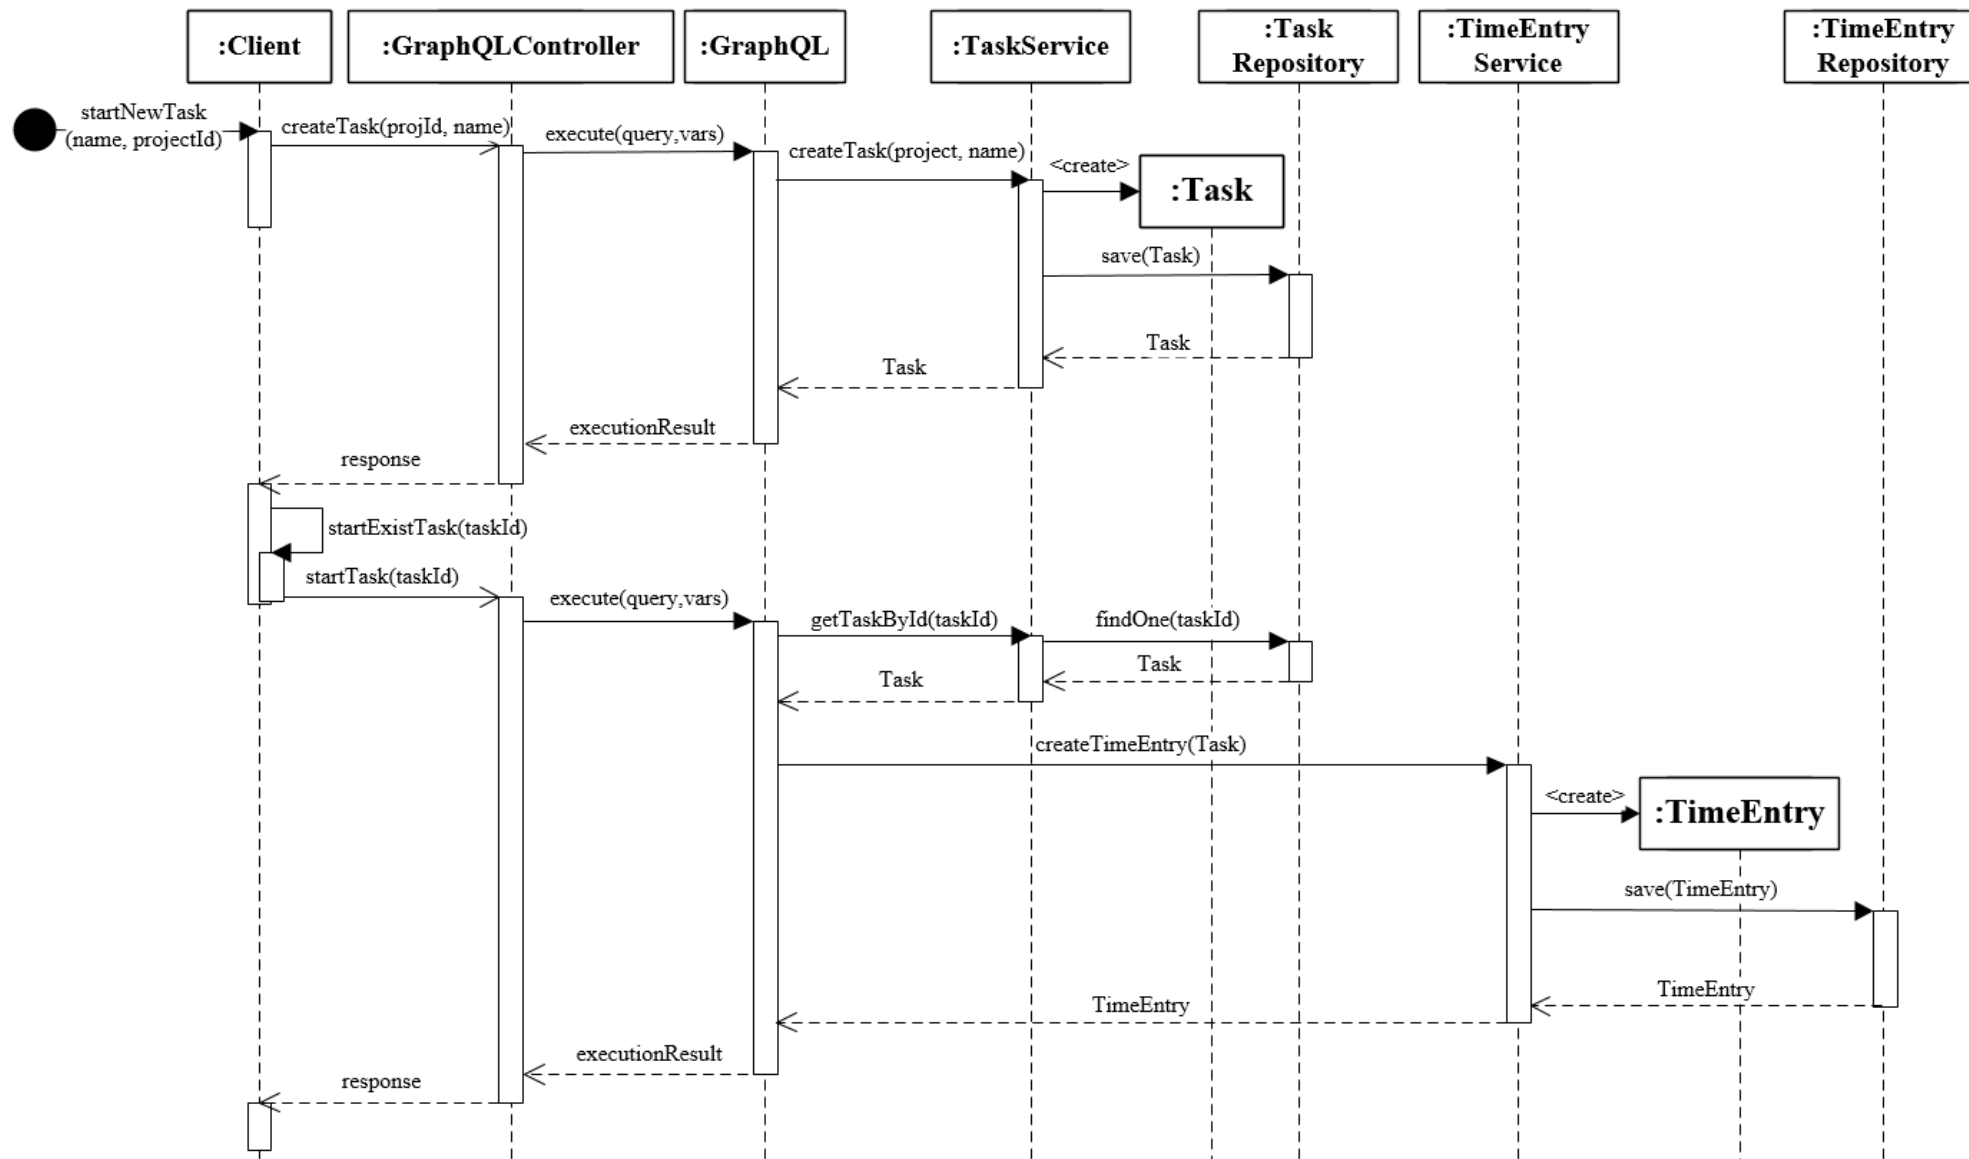 :Client
:GraphQLController
:GraphQL
:TaskService
:Task
Repository
:TimeEntry
Service
:TimeEntry
Repository
startNewTask
(name, projectId)
createTask(projId, name)
execute(query,vars)
createTask(project, name)
<create>
:Task
save(Task)
Task
Task
executionResult
response
startExistTask(taskId)
startTask(taskId)
execute(query,vars)
getTaskById(taskId)
findOne(taskId)
Task
Task
createTimeEntry(Task)
<create>
:TimeEntry
save(TimeEntry)
TimeEntry
TimeEntry
executionResult
response